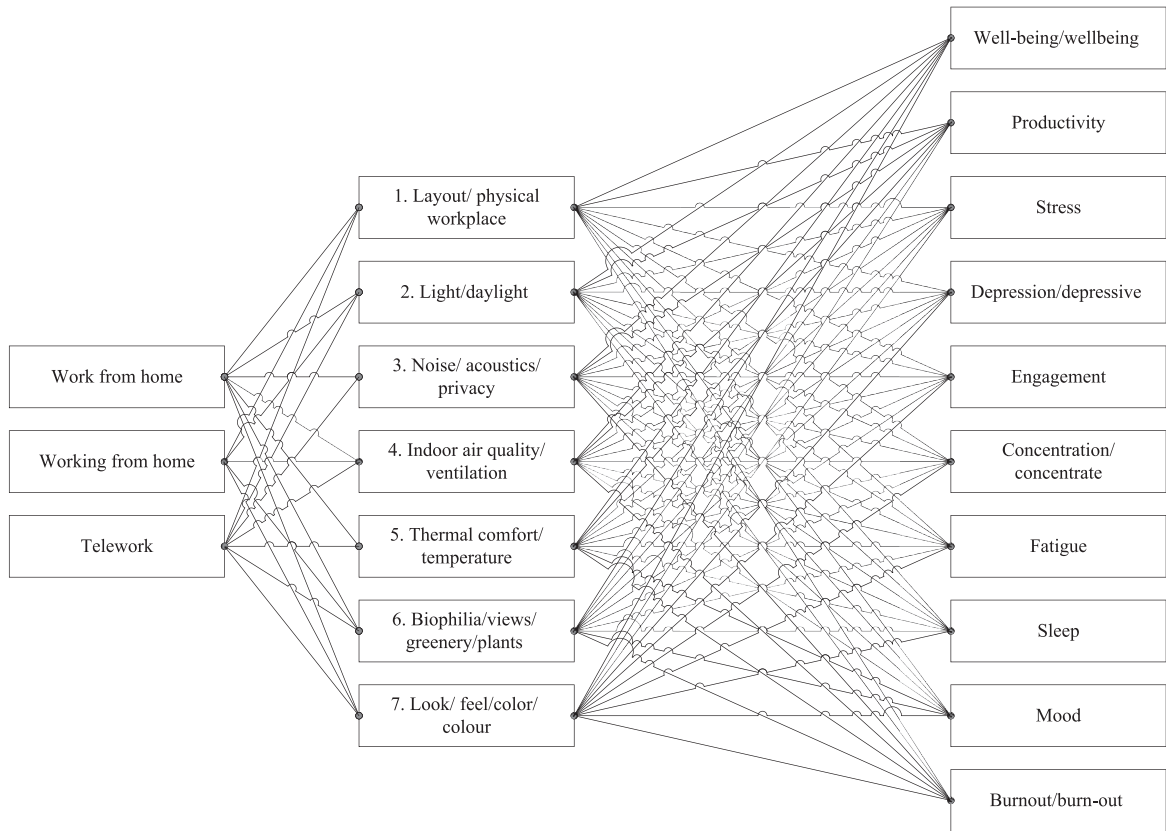 Work from home
Working from home
Telework
1. Layout/ physical
workplace
2. Light/daylight
3. Noise/ acoustics/
privacy
4. Indoor air quality/
ventilation
5. Thermal comfort/
temperature
6. Biophilia/views/
greenery/plants
7. Look/ feel/color/
colour
Well-being/wellbeing
Productivity
Stress
Depression/depressive
Engagement
Concentration/
concentrate
Fatigue
Sleep
Mood
Burnout/burn-out